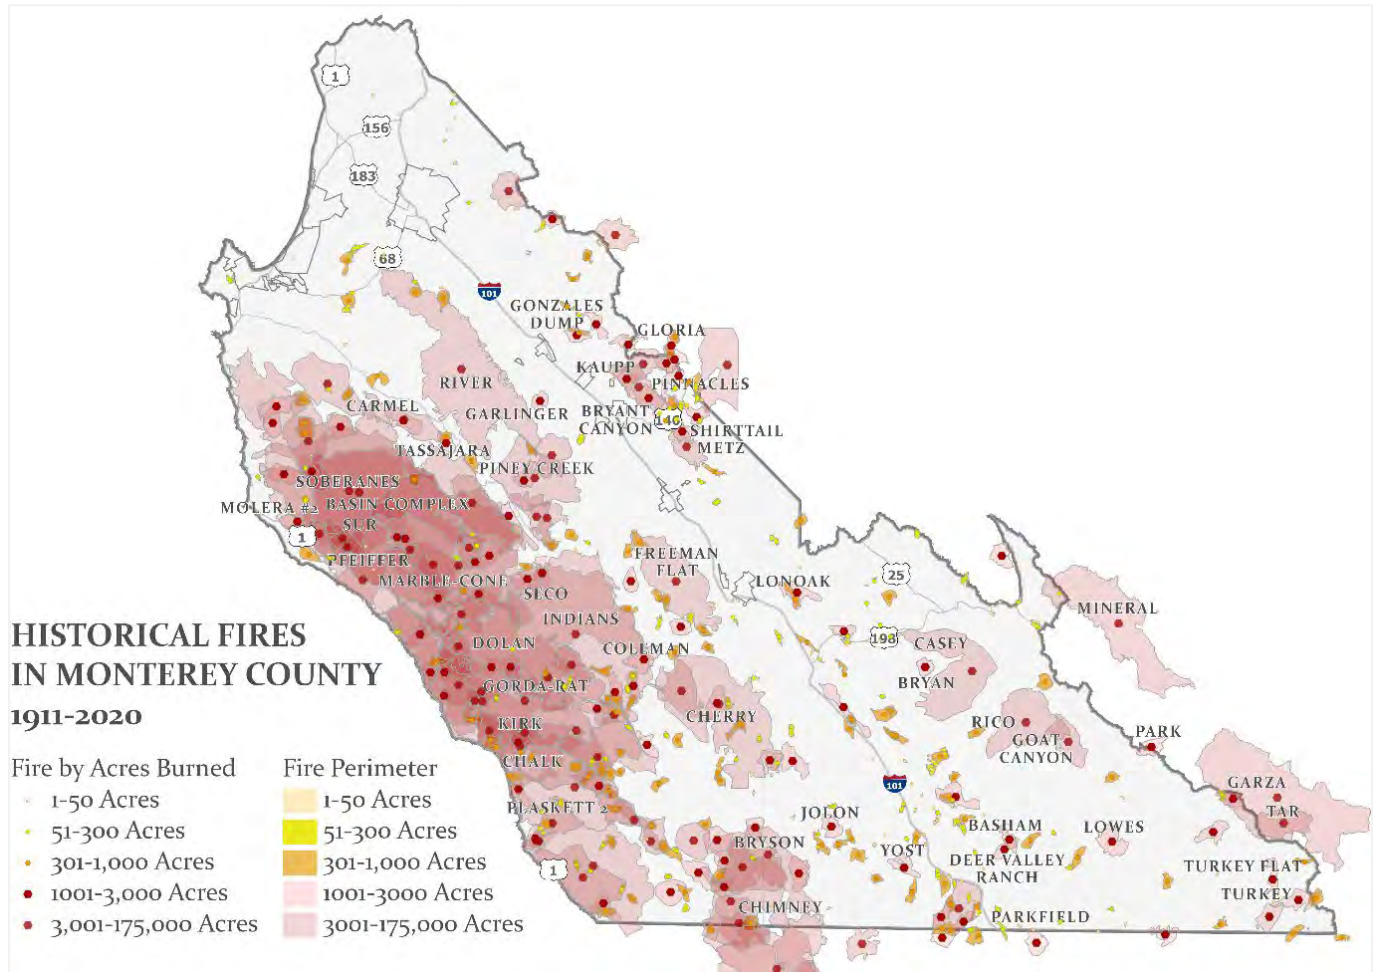 1
156
183
68
101
GONZALES
DUMP
GLORIA
KAUPP
PINNACLES
RIVER
CARMEL
GARLINGER
BRYANT
CANYON
146
SHIRTTAIL
METZ
TASSAJARA
PINEY CREEK
SOBERANES
MOLERA #2
BASIN COMPLEX
SUR
1
PFEIFFER
MARBLE-CONE
SECO
FREEMAN
FLAT
LONOAK
25
MINERAL
INDIANS
DOLAN
COLEMAN
198
CASEY
BRYAN
GORDA-RAT
CHERRY
KIRK
CHALK
RICO
GOAT
CANYON
PARK
GARZA
TAR
101
PLASKETT 2
JOLON
BRYSON
YOST
BASHAM
DEER VALLEY
RANCH
LOWES
TURKEY FLAT
TURKEY
1
CHIMNEY
PARKFIELD
HISTORICAL FIRES
IN MONTEREY COUNTY
1911-2020
Fire by Acres Burned
1-50 Acres
51-300 Acres
301-1,000 Acres
1001-3,000 Acres
3,001-175,000 Acres
Fire Perimeter
1-50 Acres
51-300 Acres
301-1,000 Acres
1001-3000 Acres
3001-175,000 Acres